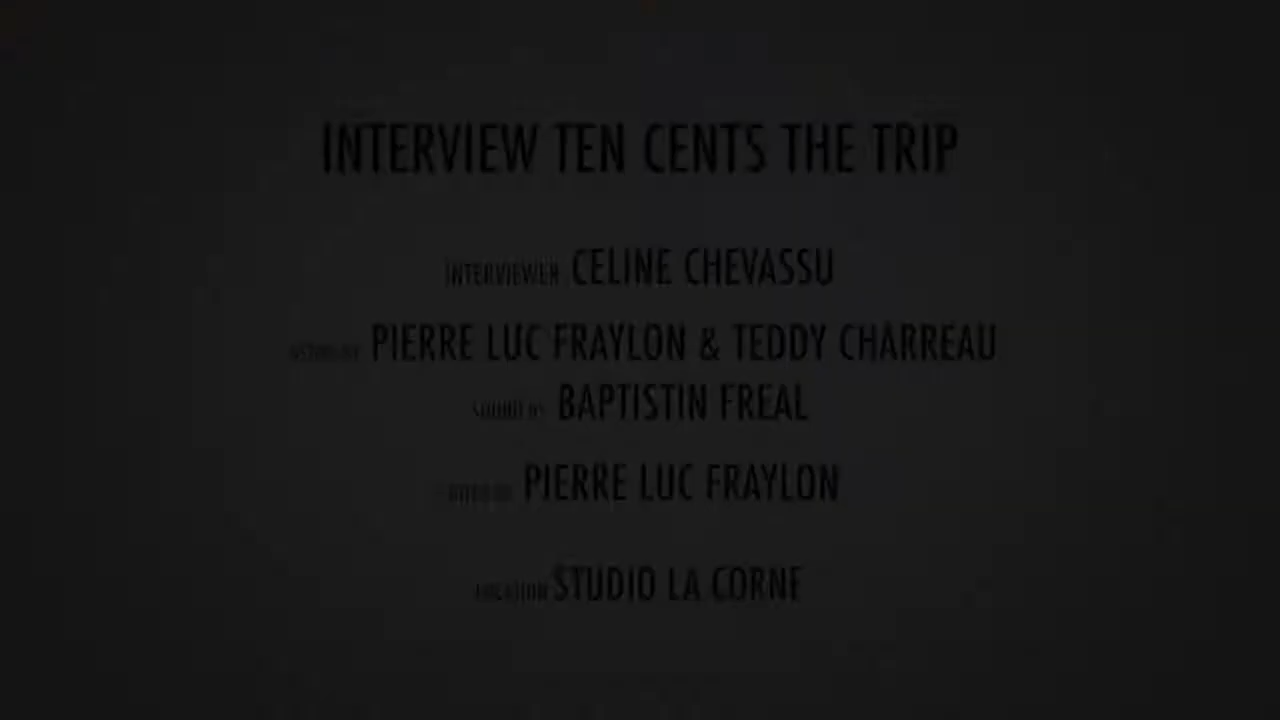 INTERVIEW TEN CENTS THE TRIP
INTERVIEWER CELINE CHEVASSU
PIERRE LUC FRAYLON & TEDDY CHARREAU
SOUND BY BAPTISTIN FREAL
PIERRE LUC FRAYLON
LOCATION STUDIO LA CORNE